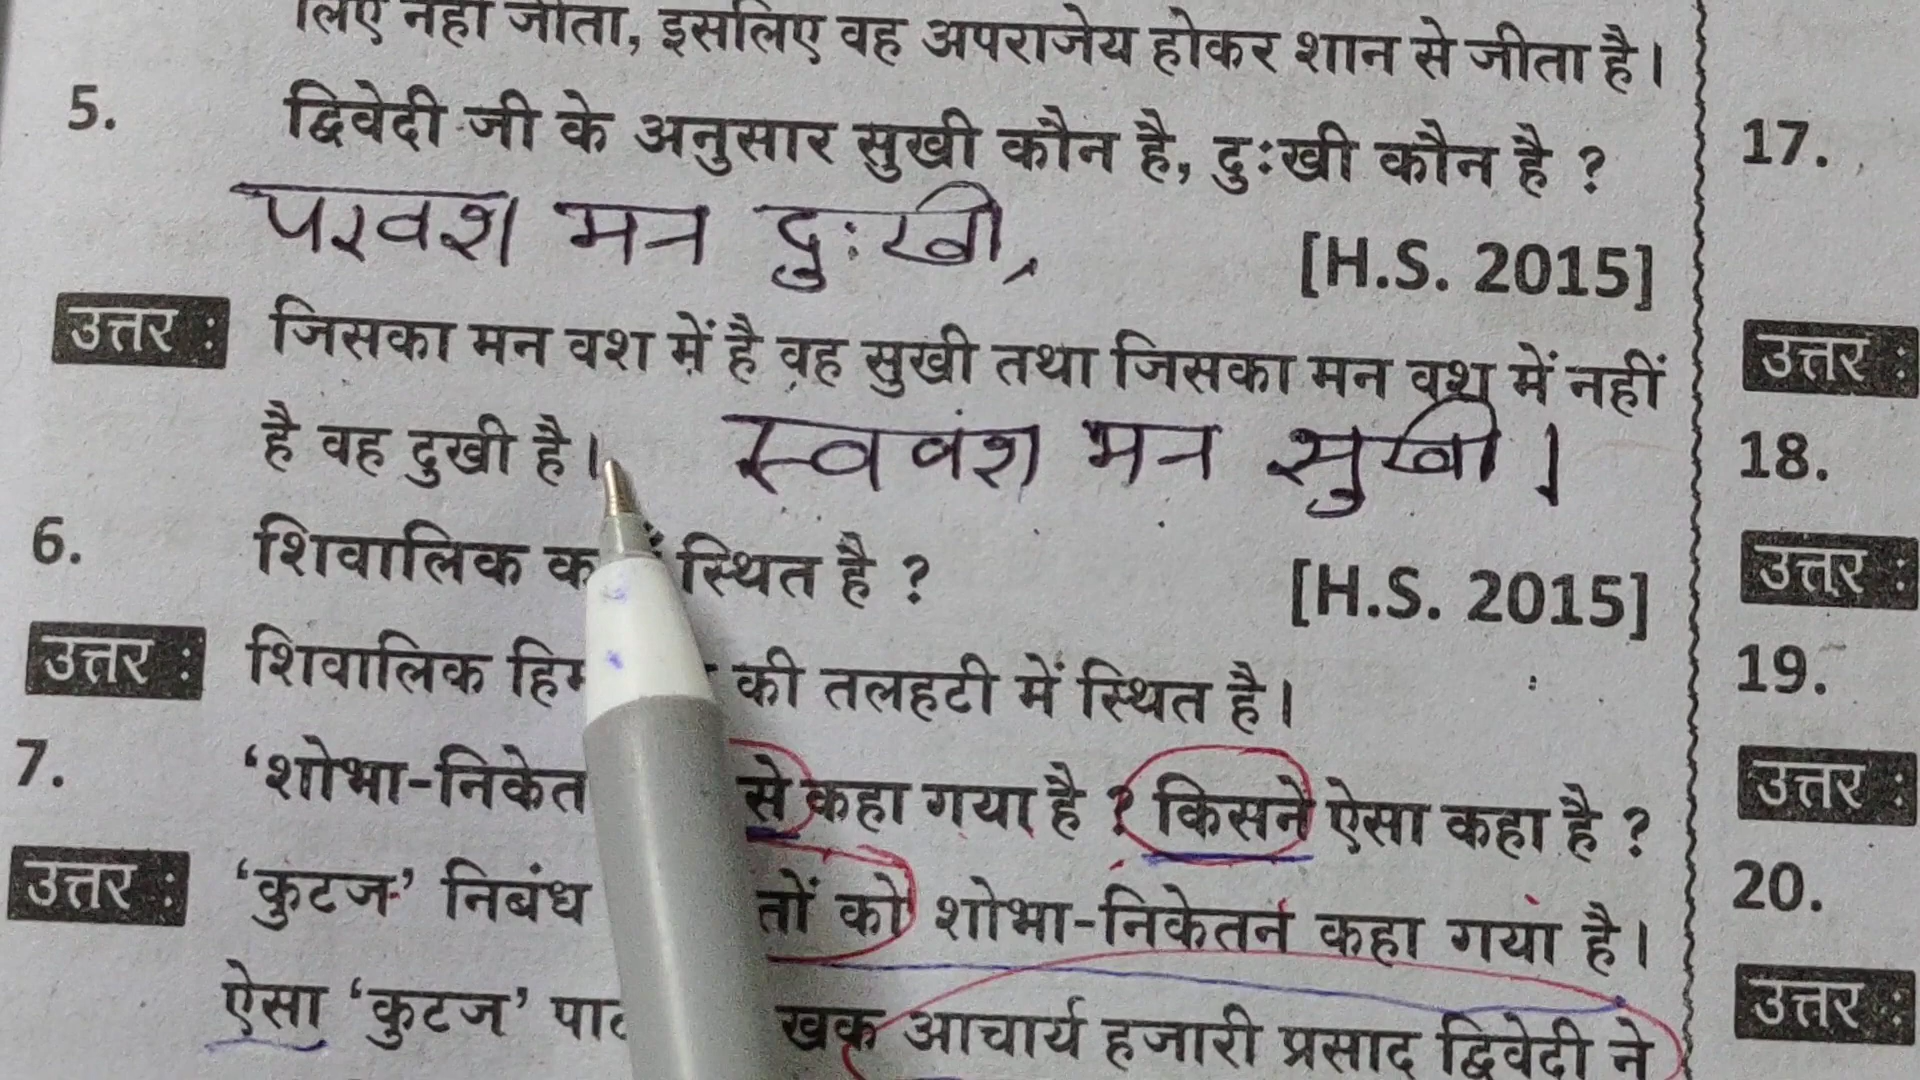 लिए नहीं जीता, इसलिए वह अपराजेय होकर शान से जीता है।
5. द्विवेदी जी के अनुसार सुखी कौन है, दुःखी कौन है ?
परवश मन दुःखी,
[H.S. 2015]
उत्तर : जिसका मन वश में है वह सुखी तथा जिसका मन वश में नहीं
है वह दुखी है।
स्ववंश मन सुखी।
6. शिवालिक स्थित है ?
[H.S. 2015]
उत्तर : शिवालिक की तलहटी में स्थित है।
7. ‘शोभा-निकेत से कहा गया है ? किसने ऐसा कहा है ?
उत्तर : ‘कुटज’ निबंध तों को शोभा-निकेतन कहा गया है।
ऐसा ‘कुटज’ खक आचार्य हजारी प्रसाद द्विवेदी ने
17.
उत्तर :
18.
उत्तर :
19.
उत्तर :
20.
उत्तर :